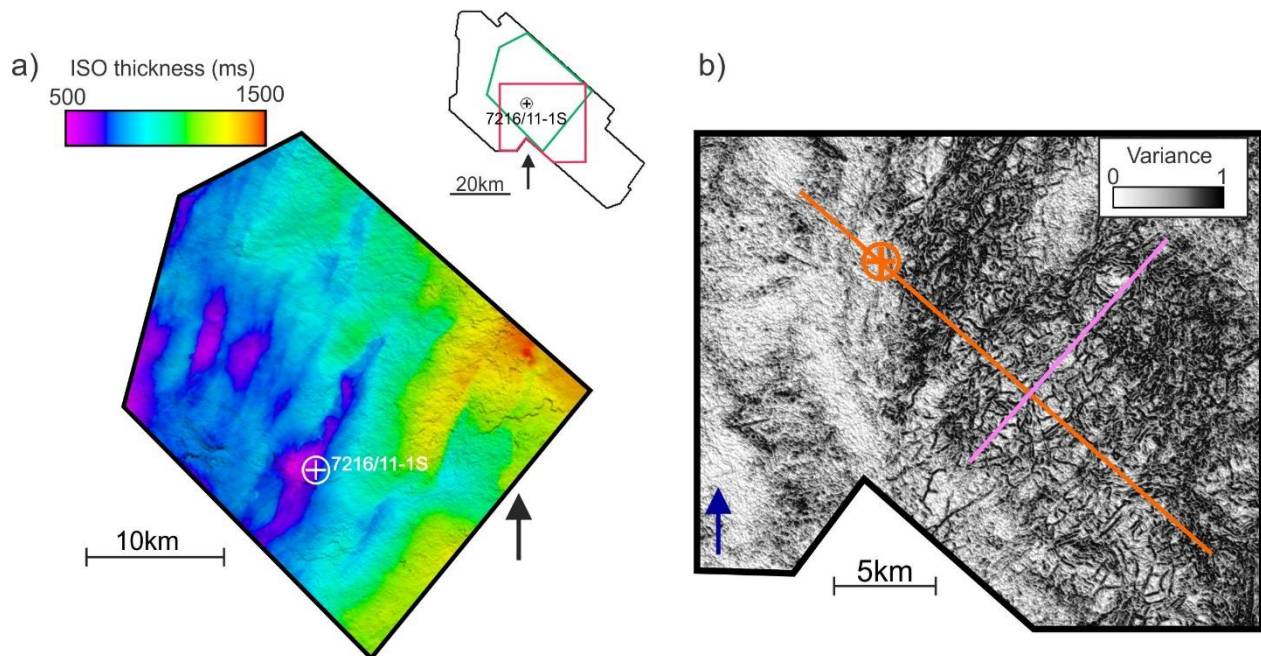 a)
ISO thickness (ms)
500
1500
7216/11-1S
20km
7216/11-1S
10km
b)
Variance
0
1
5km